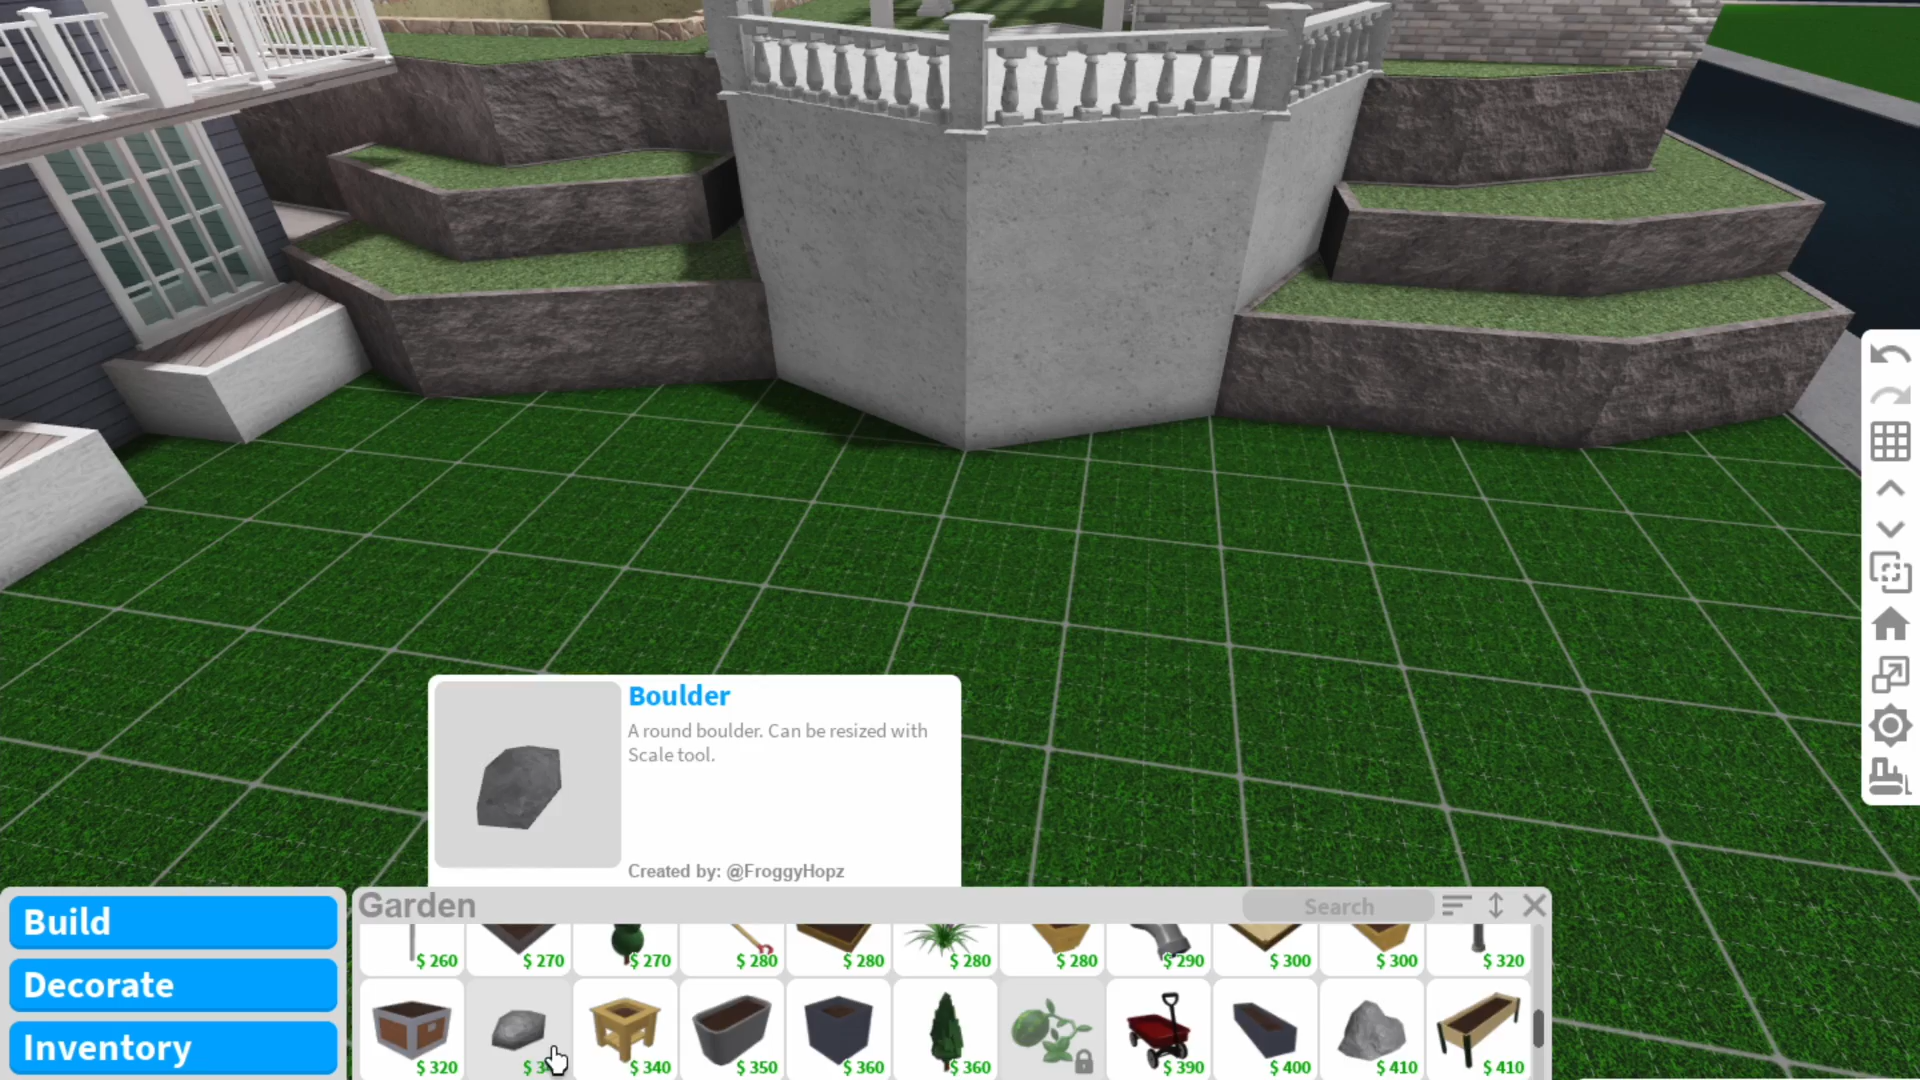 Boulder
A round boulder. Can be resized with
Scale tool.
Created by: @FroggyHopz
Build
Decorate
Inventory
Garden
Search
$ 260
$ 270
$ 270
$ 280
$ 280
$ 280
$ 280
$ 290
$ 300
$ 300
$ 320
$ 320
$ 340
$ 350
$ 360
$ 360
$ 390
$ 400
$ 410
$ 410